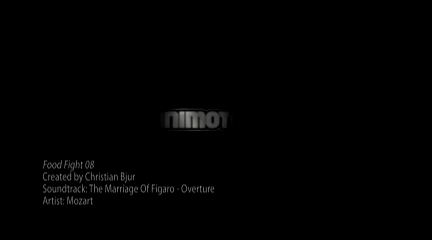 nimot
Food Fight 08
Created by Christian Bjur
Soundtrack: The Marriage Of Figaro - Overture
Artist: Mozart